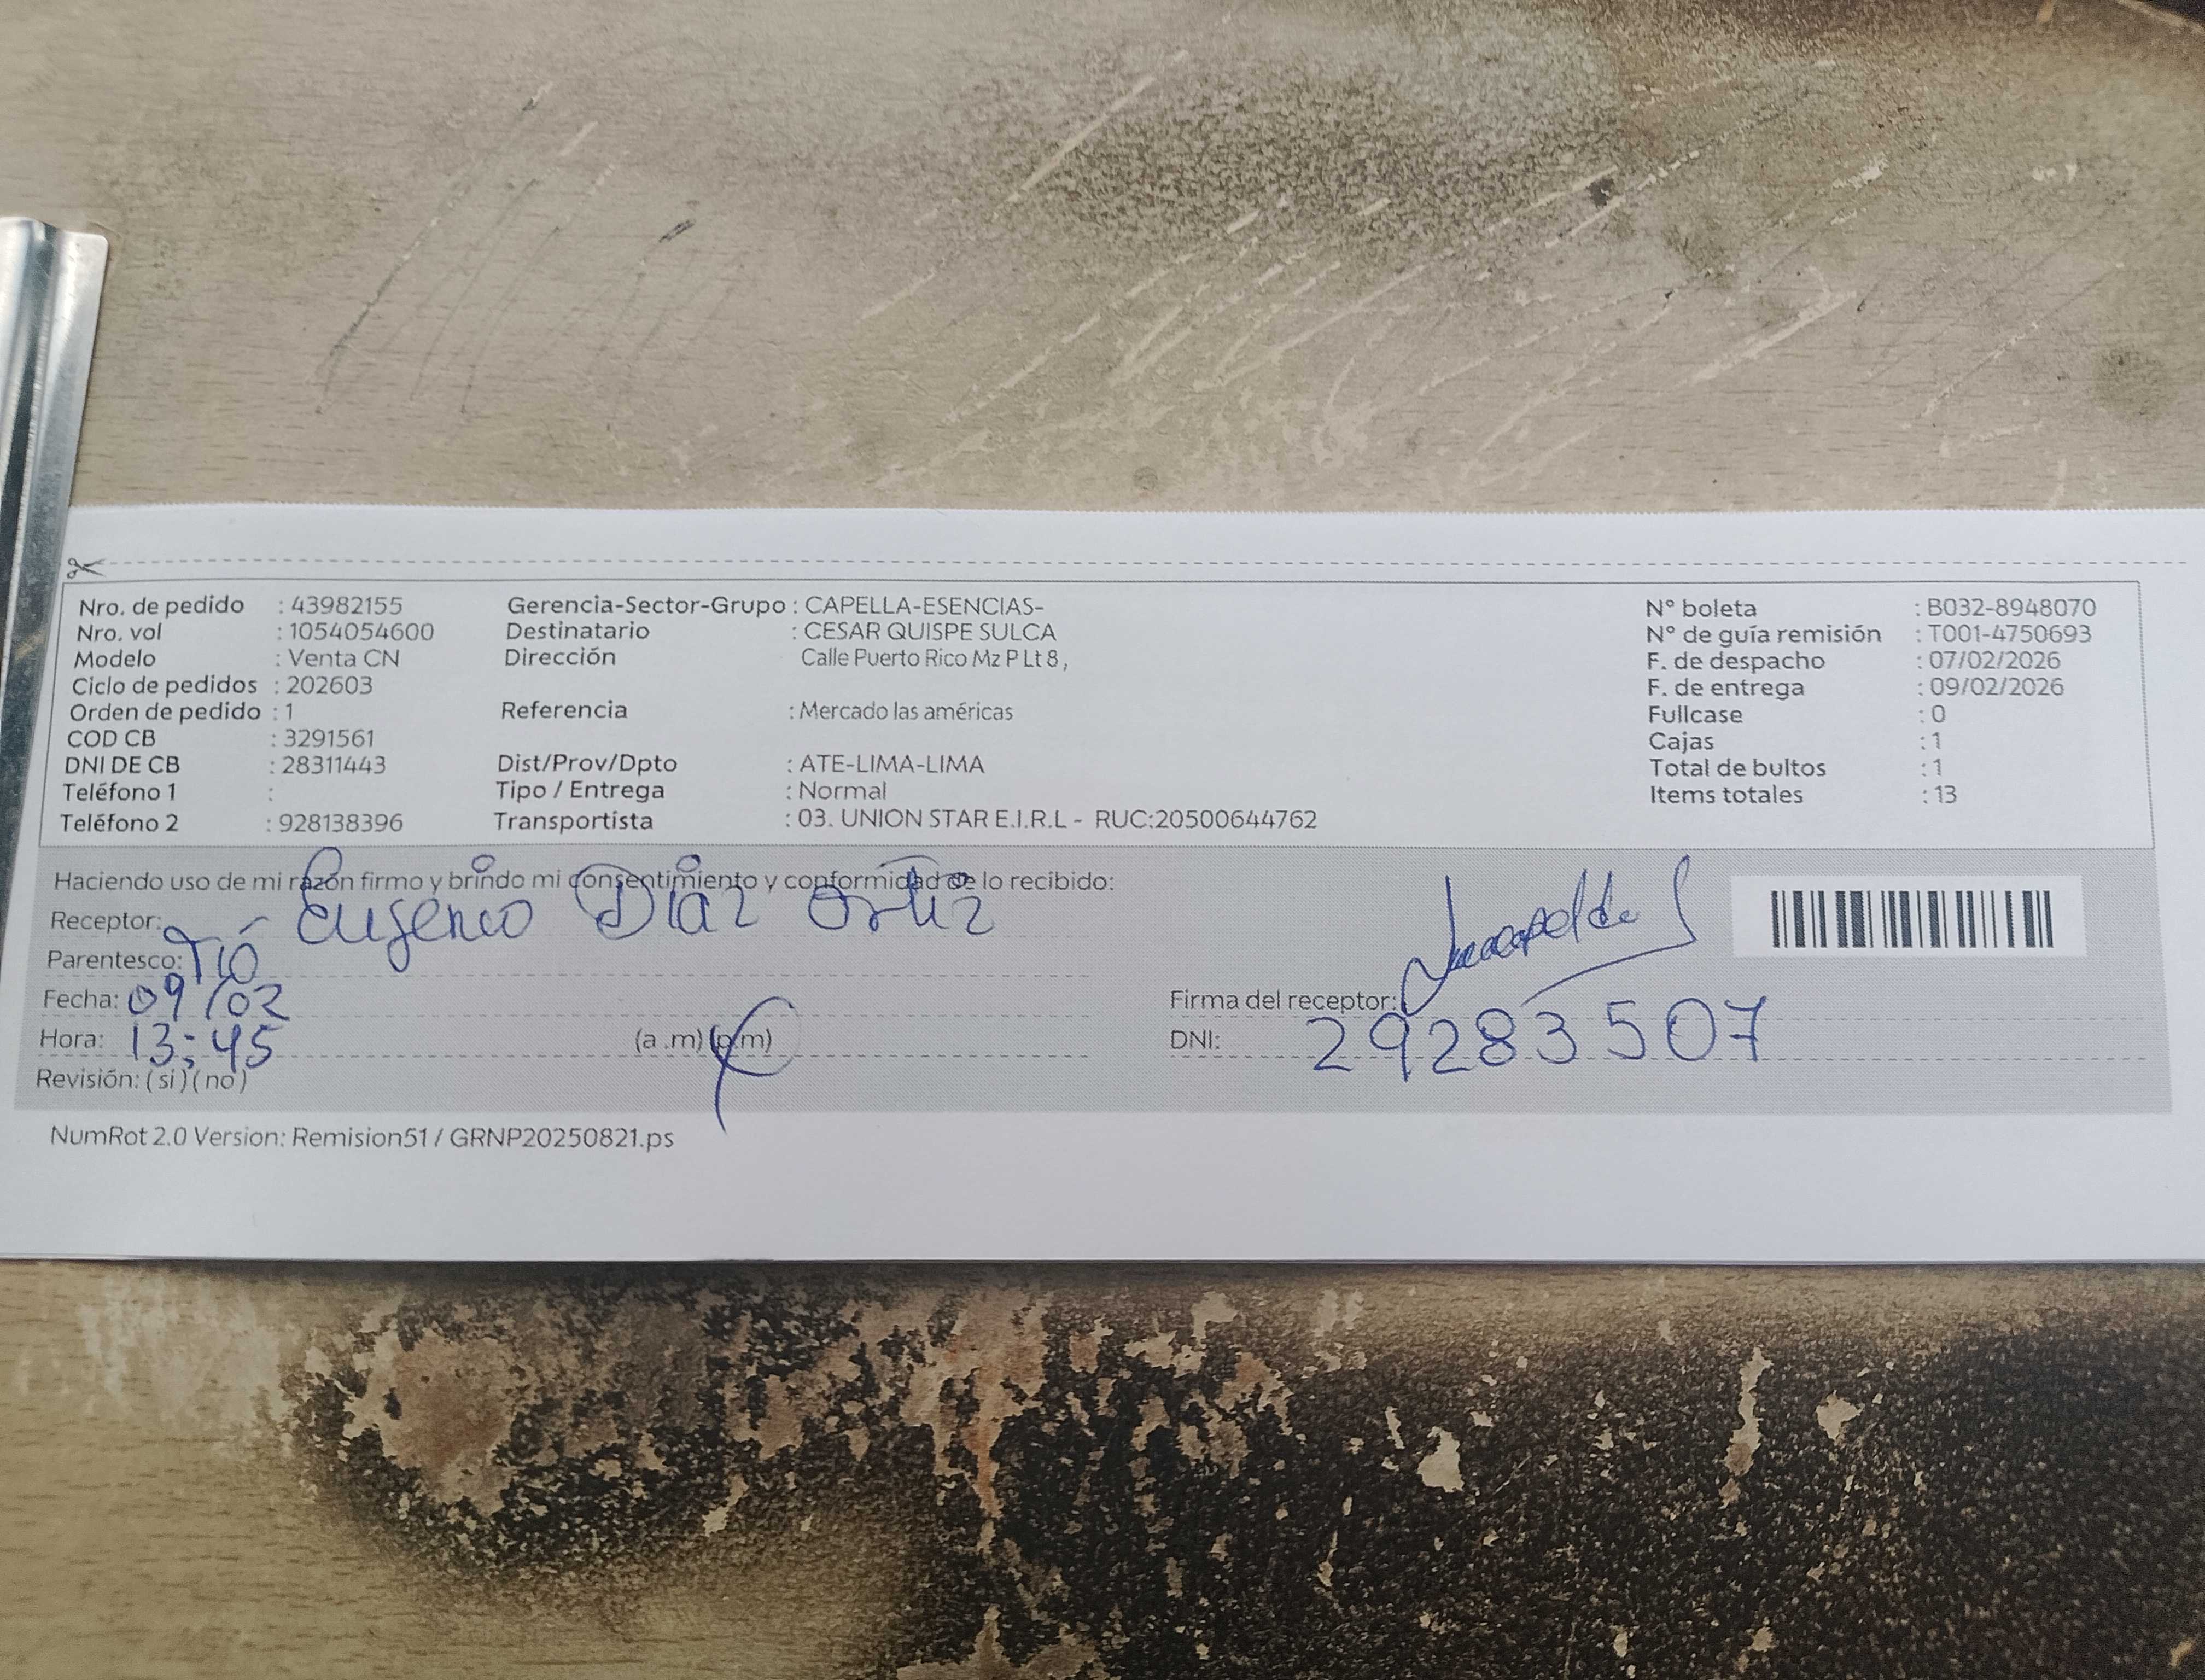 Nro. de pedido : 43982155 Gerencia-Sector-Grupo : CAPELLA-ESENCIAS- N° boleta : B032-8948070
Nro. vol : 1054054600 Destinatario : CESAR QUISPE SULCA N° de guía remisión : T001-4750693
Modelo : Venta CN Dirección Calle Puerto Rico Mz P Lt 8, F. de despacho : 07/02/2026
Ciclo de pedidos : 202603 F. de entrega : 09/02/2026
Orden de pedido : 1 Referencia : Mercado las américas Fullcase : 0
COD CB : 3291561 Cajas : 1
DNI DE CB : 28311443 Dist/Prov/Dpto : ATE-LIMA-LIMA Total de bultos : 1
Teléfono 1 : Tipo / Entrega : Normal Items totales : 13
Teléfono 2 : 928138396 Transportista : 03. UNION STAR E.I.R.L - RUC:20500644762
Haciendo uso de mi razón firmo y brindo mi consentimiento y conformidad de lo recibido:
Receptor: Eugenio Diaz Ortiz
Parentesco: Tió
Fecha: 09/02 Firma del receptor:
Hora: 13:45 (a .m) (p.m) DNI: 29283507
Revisión: ( si ) ( no )
NumRot 2.0 Version: Remision51 / GRNP20250821.ps